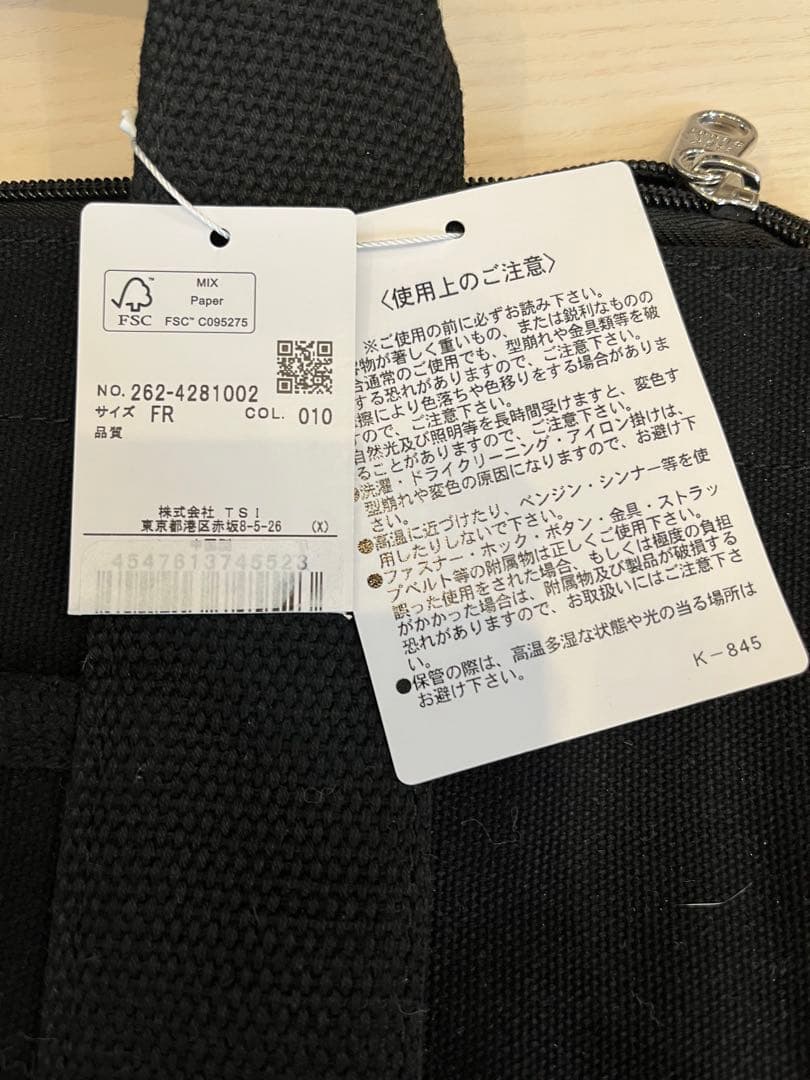 MIX
Paper
FSC™ C095275
FSC
NO. 262-4281002
サイズ FR COL. 010
品質
株式会社 TSI
東京都港区赤坂8-5-26 (X)
4547613745523
〈使用上のご注意〉
※ご使用の前に必ずお読み下さい。
物が著しく重いもの、または鋭利なものの
合通常のご使用でも、型崩れや金具類等を破
する恐れがありますので、ご注意下さい。
擦により色落ちや色移りをする場合がありま
ので、ご注意下さい。
自然光及び照明等を長時間受けますと、変色す
ることがありますので、ご注意下さい。
洗濯・ドライクリーニング・アイロン掛けは、
型崩れや変色の原因になりますので、お避け下
さい。
●高温に近づけたり、ベンジン・シンナー等を使
用したりしないで下さい。
●ファスナー・ホック・ボタン・金具・ストラッ
プベルト等の附属物は正しくご使用下さい。
誤った使用をされた場合、もしくは極度の負担
がかかった場合は、附属物及び製品が破損する
恐れがありますので、お取扱いにはご注意下さ
い。
●保管の際は、高温多湿な状態や光の当る場所は
お避け下さい。
K-845